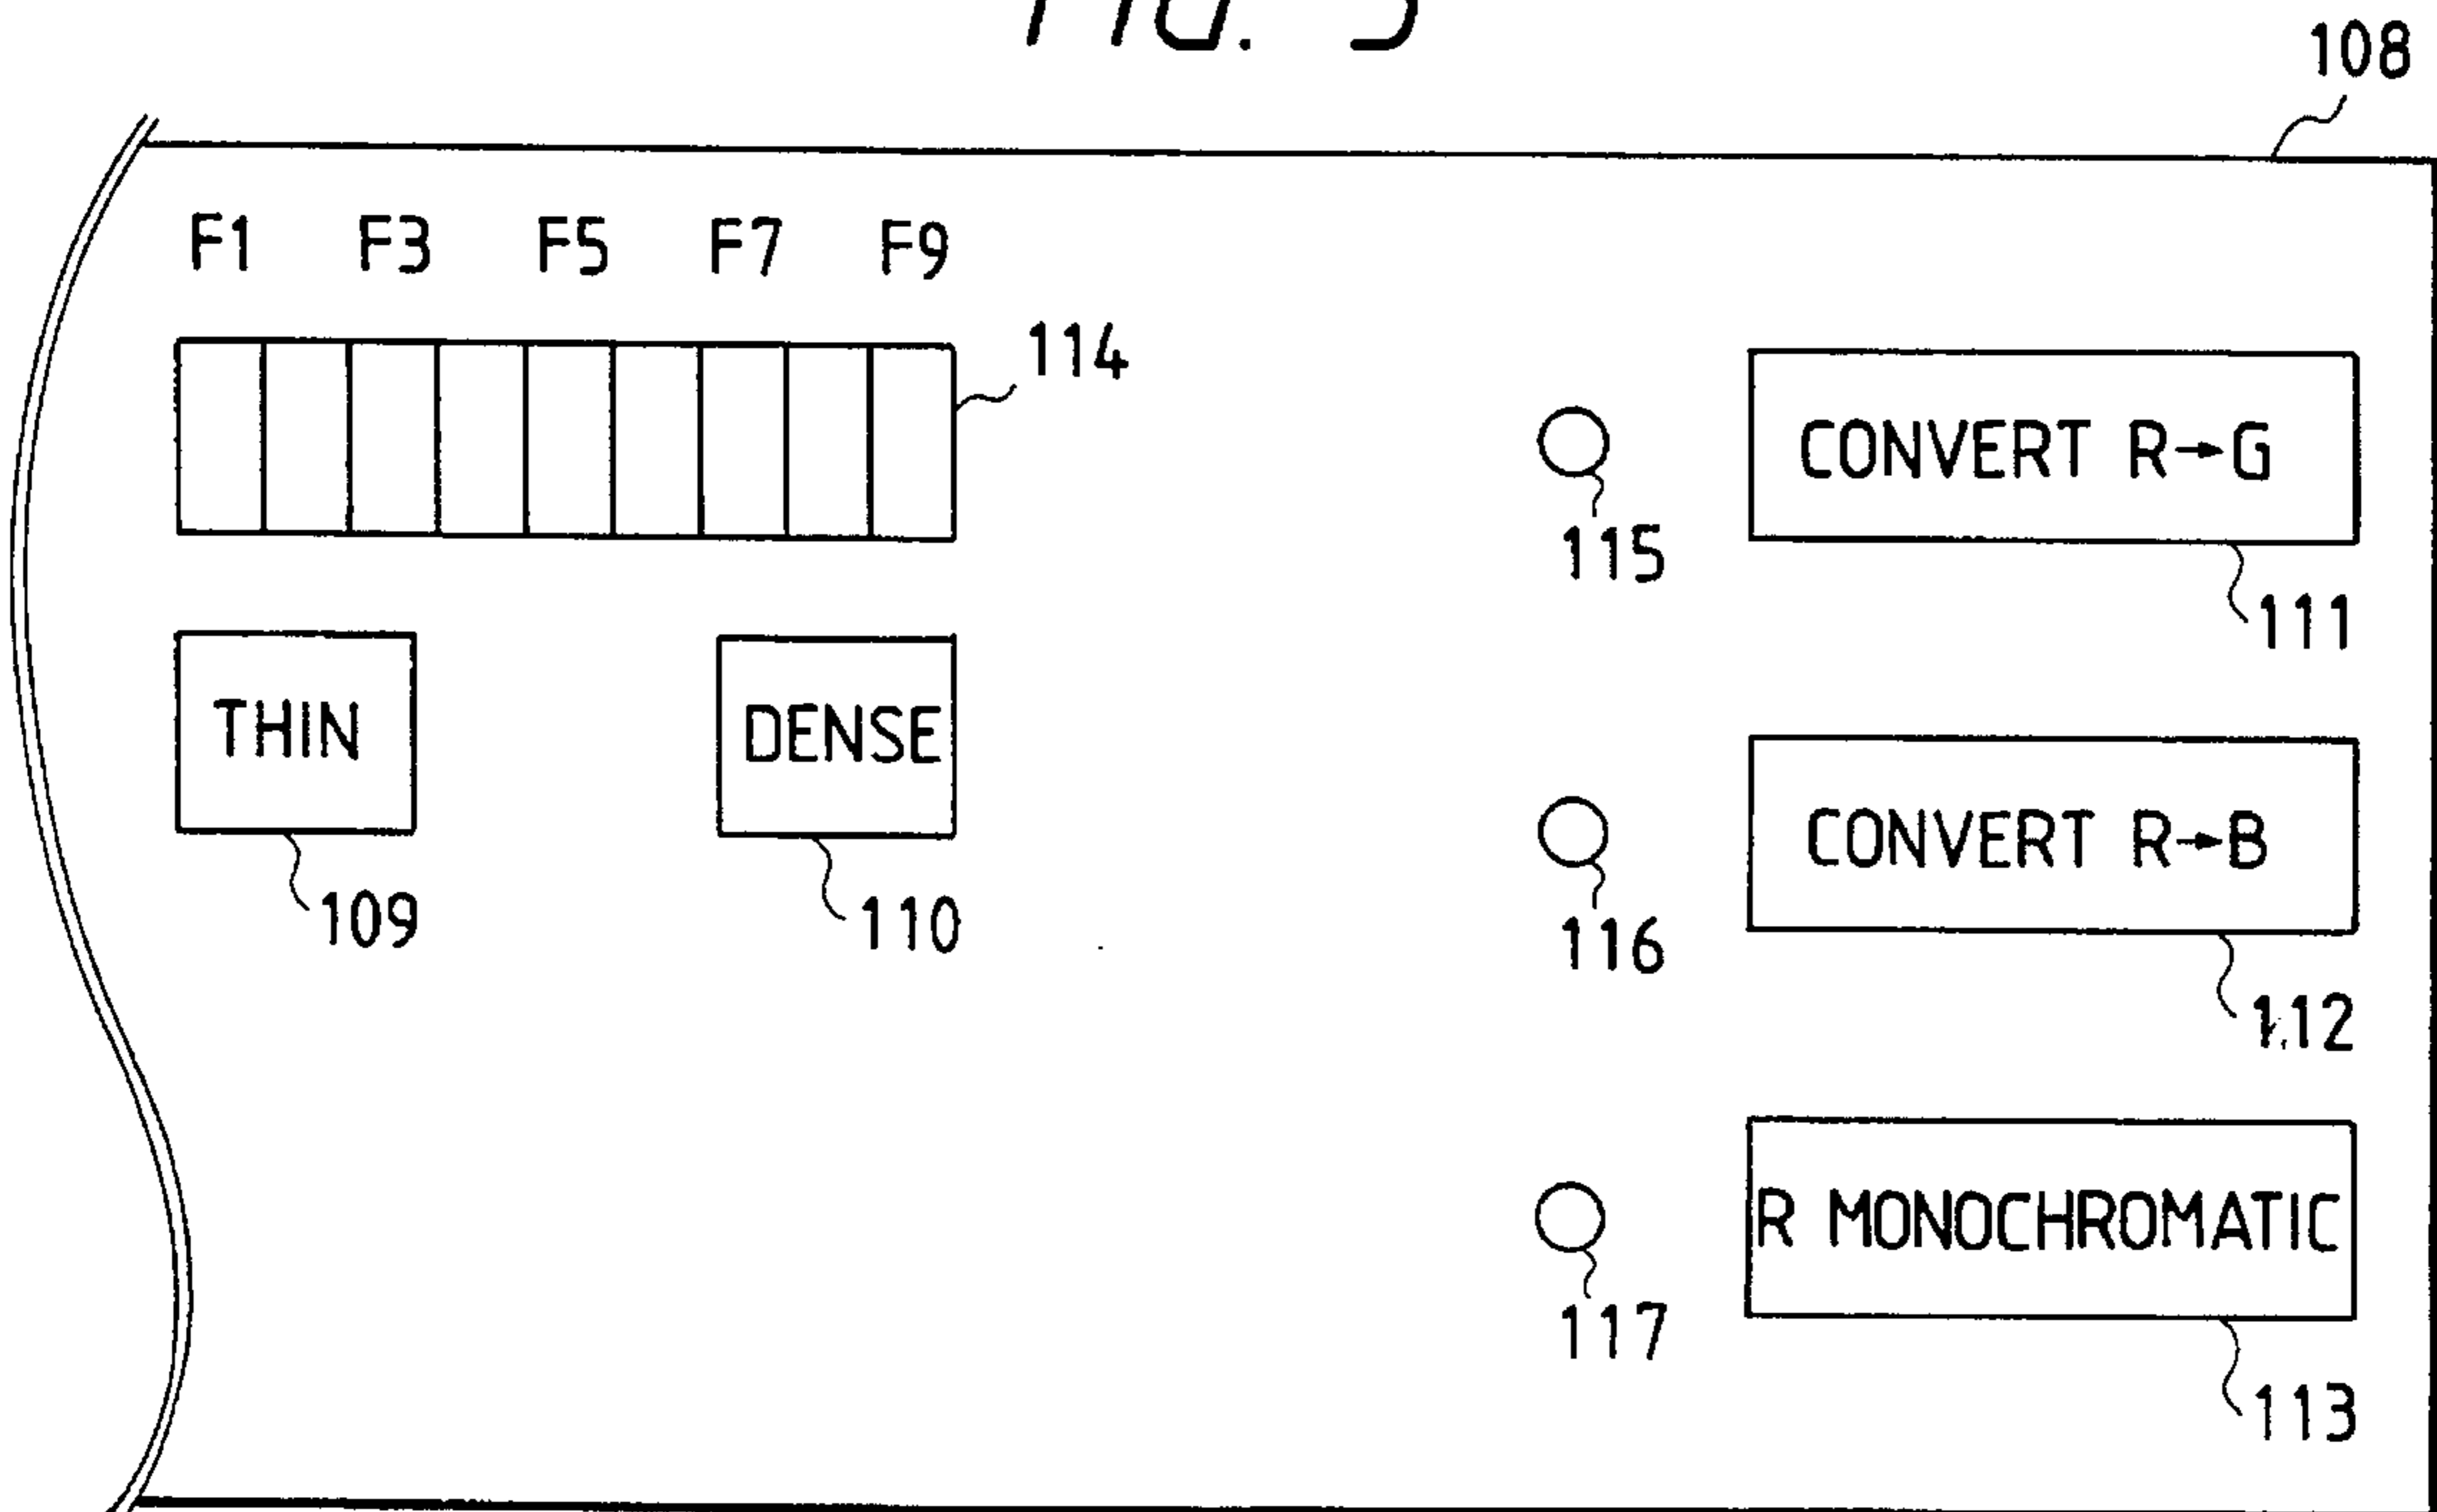 FIG.
108
F1 F3 F5 F7 F9
114
CONVERT R→G
115
111
THIN
DENSE
CONVERT R→B
109
110
116
112
R MONOCHROMATIC
117
113